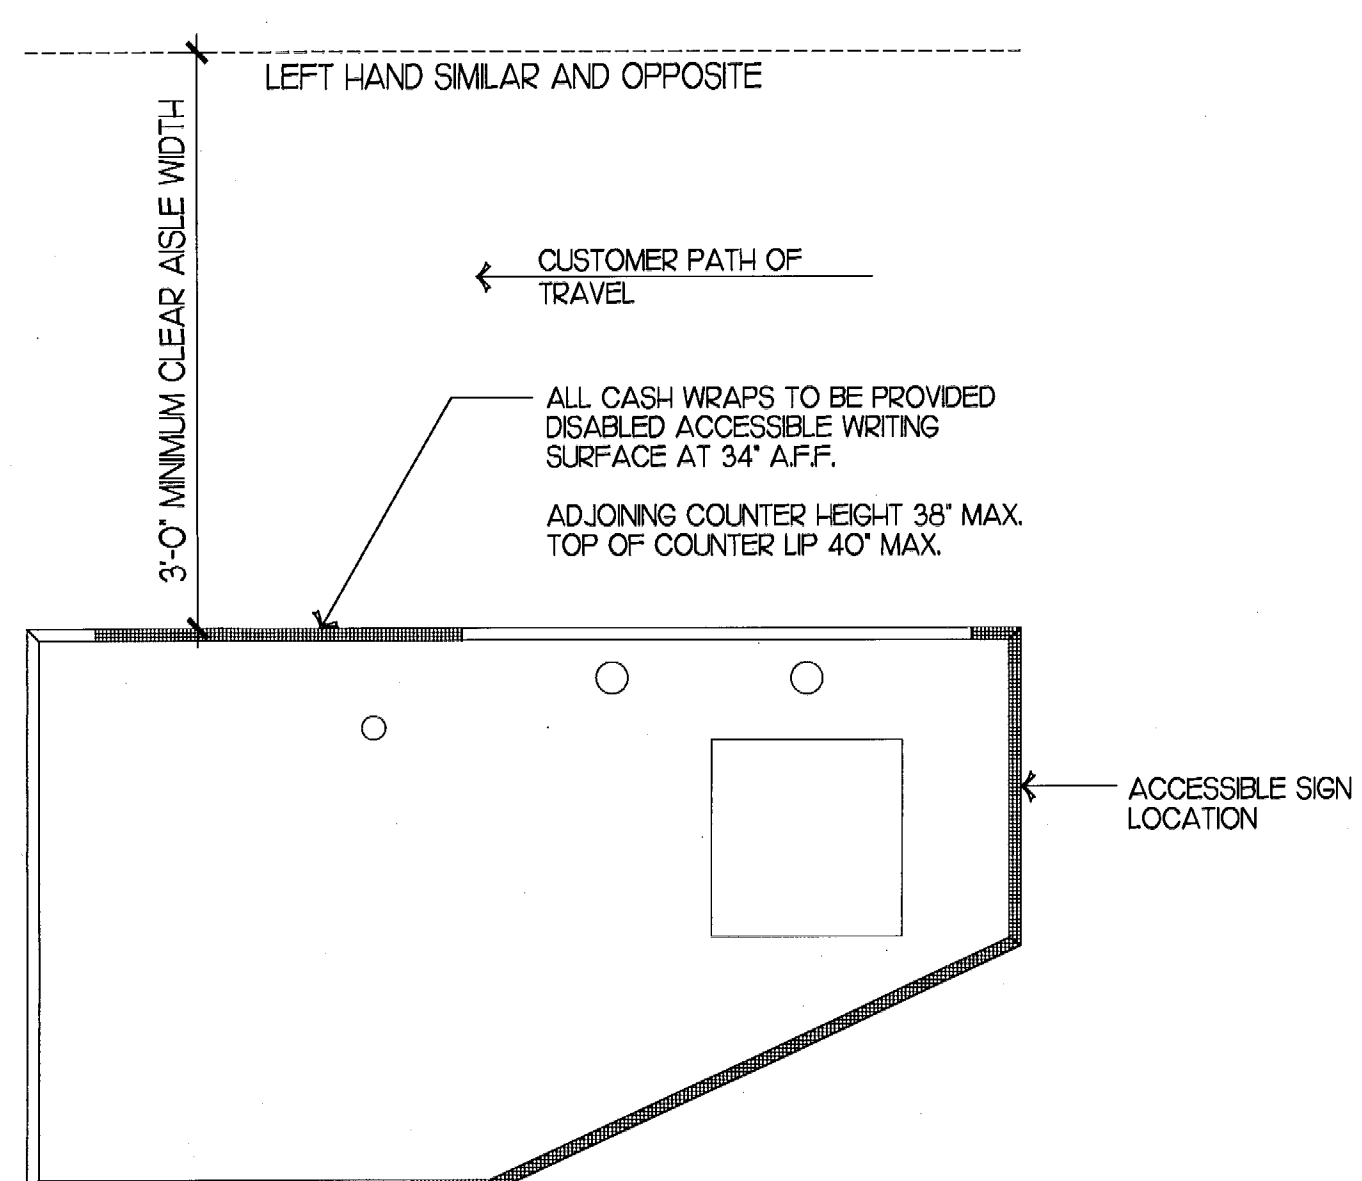 LEFT HAND SIMILAR AND OPPOSITE
3'-0" MINIMUM CLEAR AISLE WIDTH
CUSTOMER PATH OF
TRAVEL
ALL CASH WRAPS TO BE PROVIDED
DISABLED ACCESSIBLE WRITING
SURFACE AT 34" A.F.F.
ADJOINING COUNTER HEIGHT 38" MAX.
TOP OF COUNTER LIP 40" MAX.
ACCESSIBLE SIGN
LOCATION